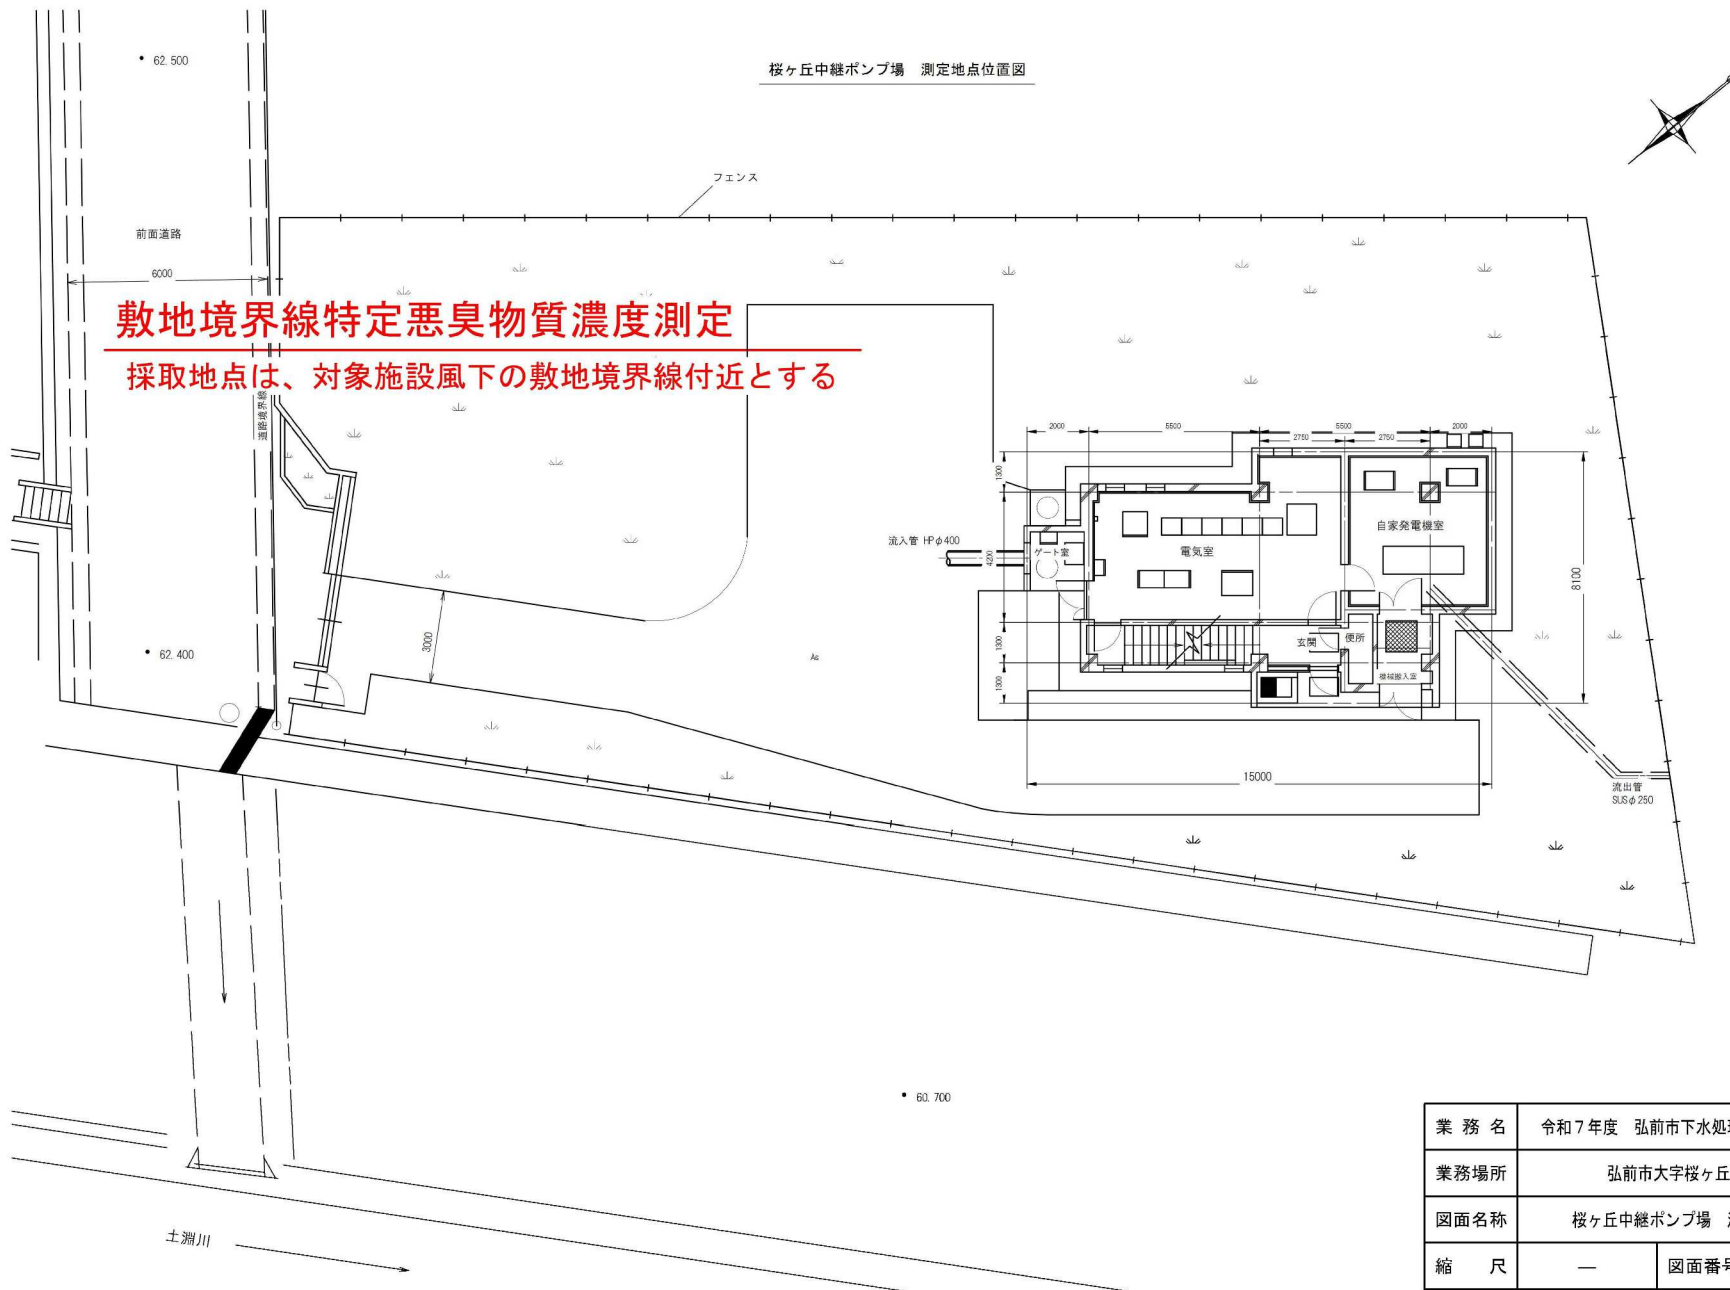 桜ヶ丘中継ポンプ場　測定地点位置図
62.500
フェンス
前面道路
6000
敷地境界線特定悪臭物質濃度測定
採取地点は、対象施設風下の敷地境界線付近とする
道路境界線
2000
5500
5500
2000
2750
2750
1300
4200
1300
1300
8100
流入管 HPφ400
ゲート室
電気室
自家発電機室
玄関
便所
機械搬入室
3000
As
62.400
15000
流出管
SUSφ250
60.700
土淵川
業務名　令和7年度　弘前市下水処
業務場所　弘前市大字桜ヶ丘
図面名称　桜ヶ丘中継ポンプ場
縮　尺　―　図面番号